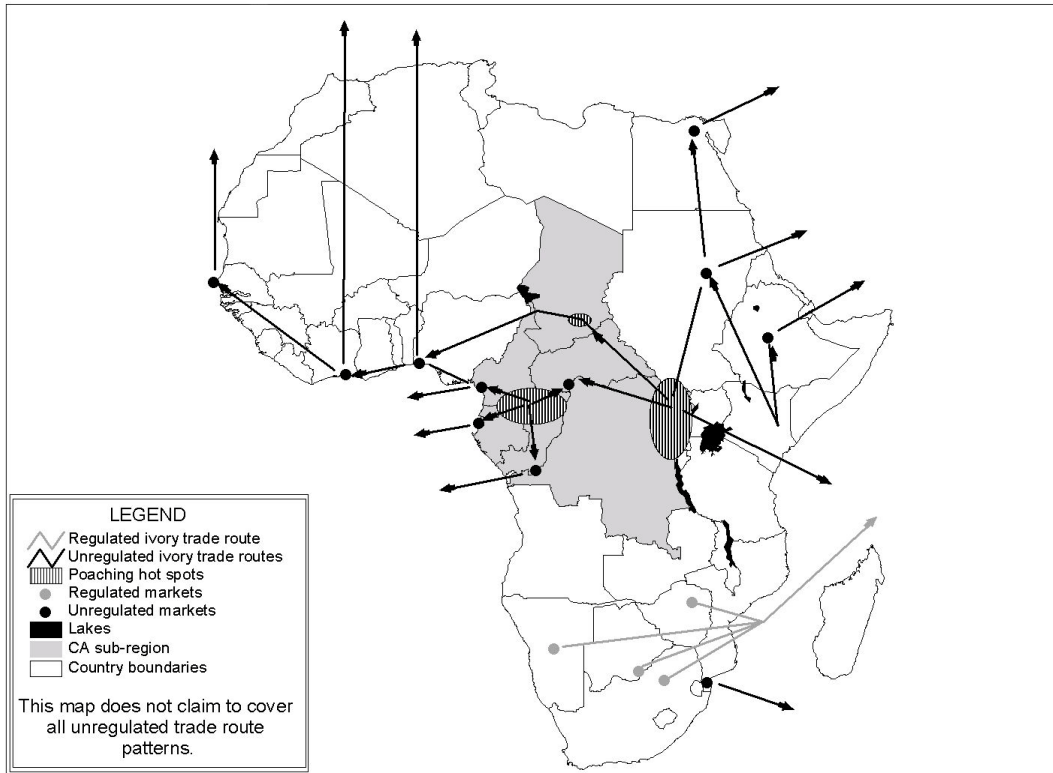 LEGEND
Regulated ivory trade route
Unregulated ivory trade routes
Poaching hot spots
Regulated markets
Unregulated markets
Lakes
CA sub-region
Country boundaries
This map does not claim to cover
all unregulated trade route
patterns.